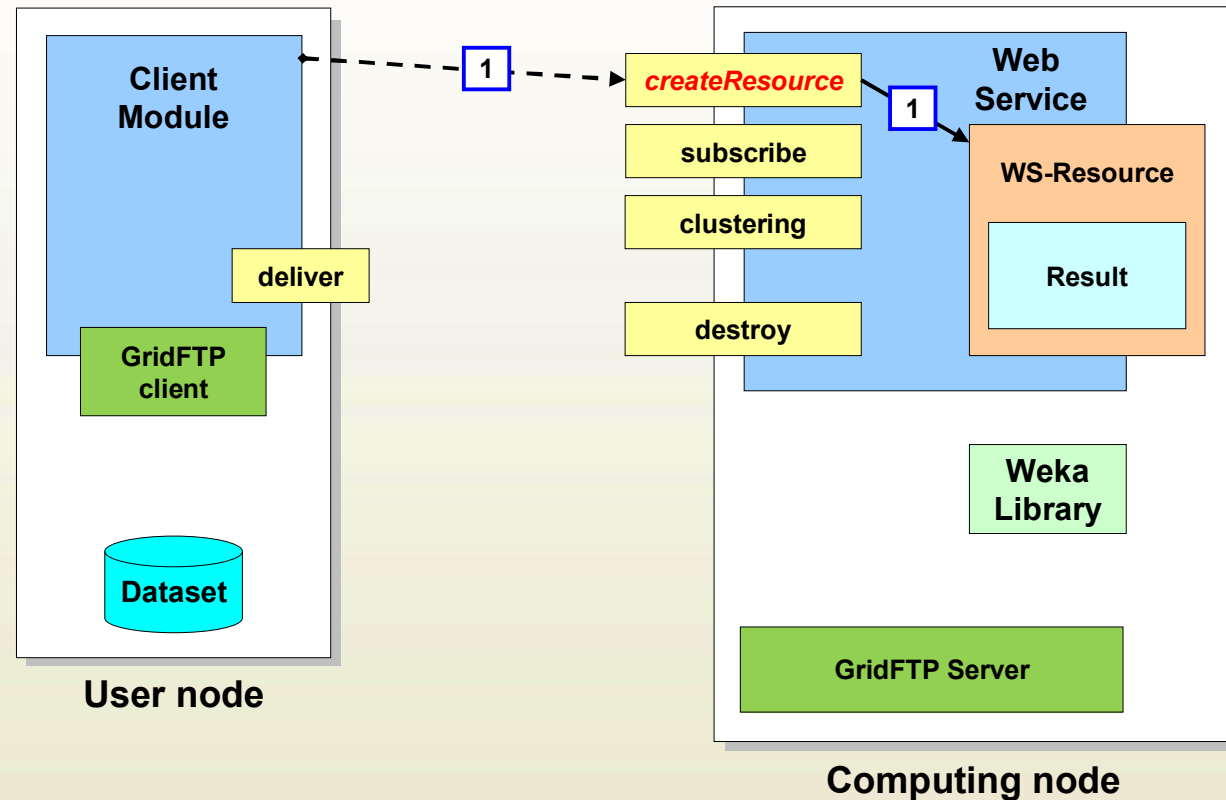 Client
Module
1
deliver
GridFTP
client
Dataset
User node
createResource
subscribe
clustering
destroy
1
Web
Service
WS-Resource
Result
Weka
Library
GridFTP Server
Computing node